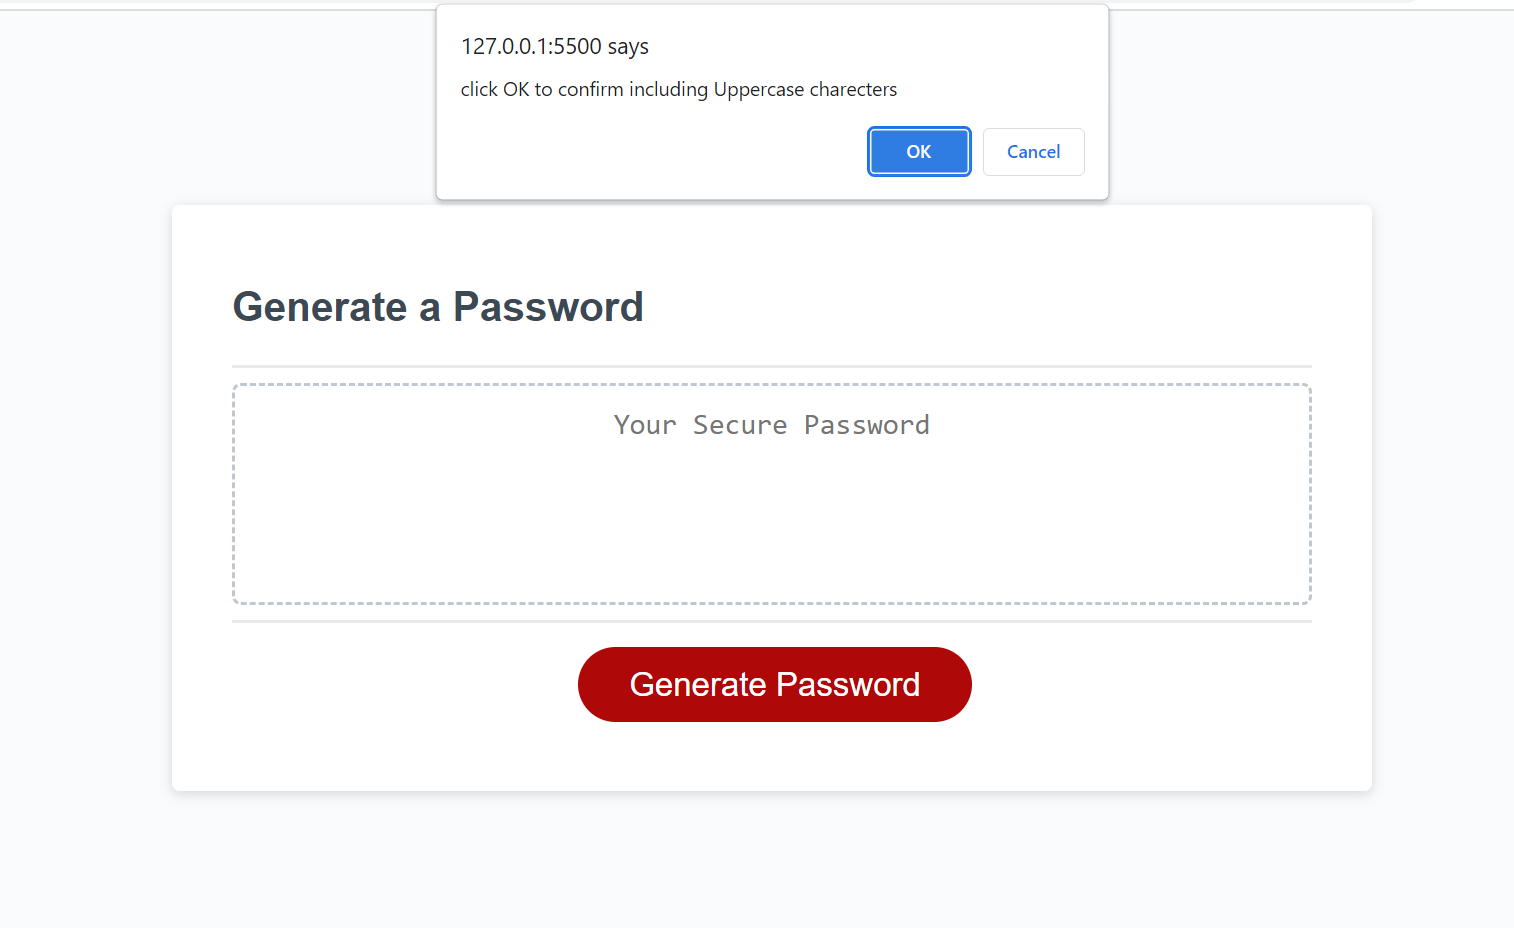 127.0.0.1:5500 says
click OK to confirm including Uppercase charecters
OK Cancel
Generate a Password
Your Secure Password
Generate Password